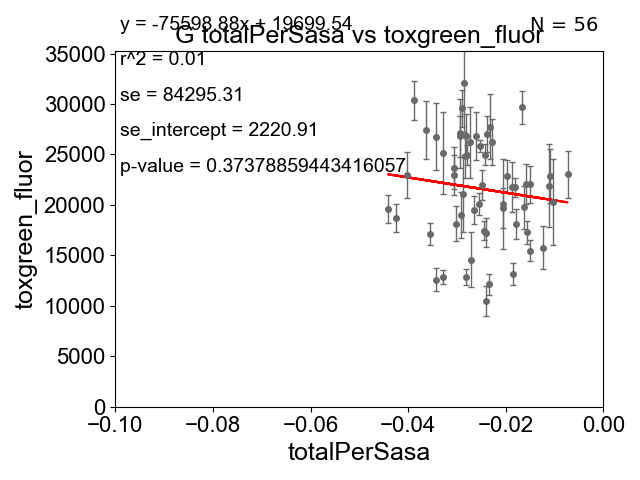 y = -75598.88x + 19699.54
N = 56
G totalPerSasa vs toxgreen_fluor
r^2 = 0.01
se = 84295.31
se_intercept = 2220.91
p-value = 0.37378859443416057
toxgreen_fluor
35000
30000
25000
20000
15000
10000
5000
0
−0.10 −0.08 −0.06 −0.04 −0.02 0.00
totalPerSasa